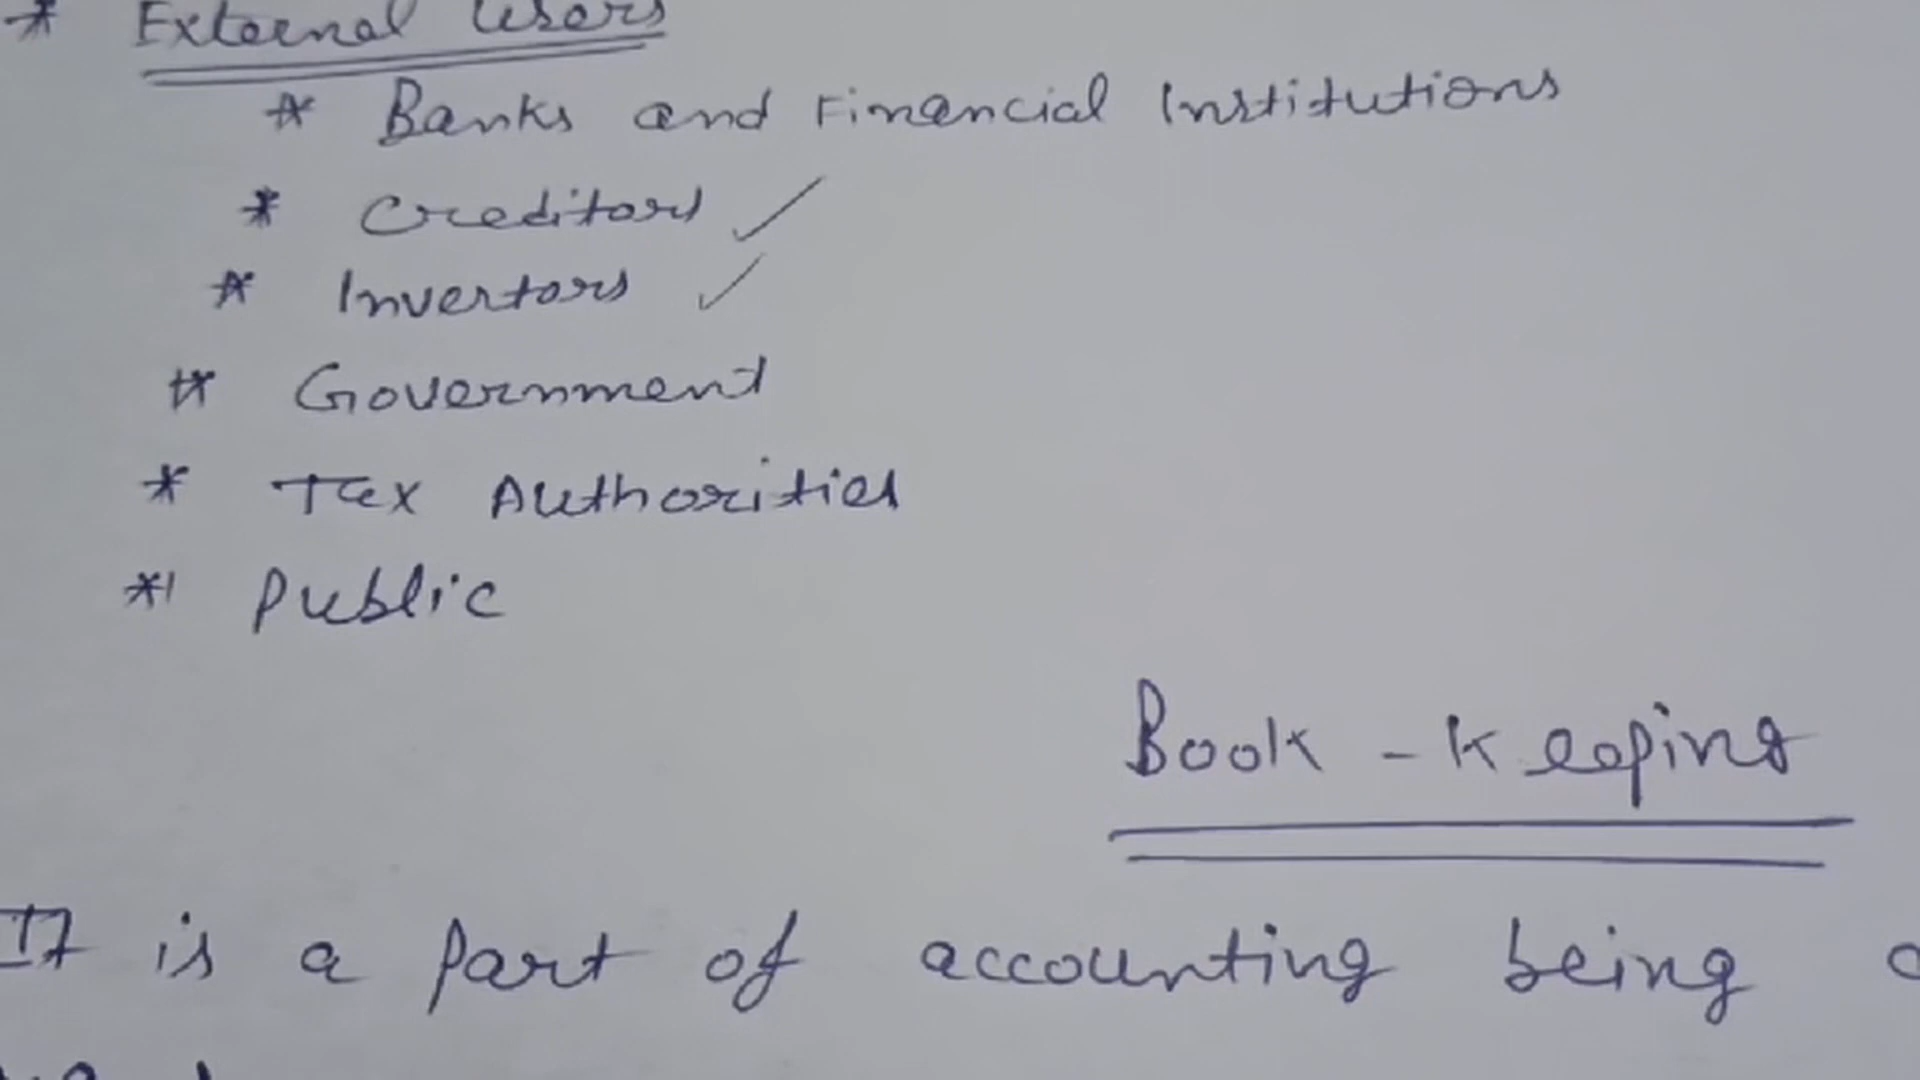 * External Users
* Banks and Financial Institutions
* Creditors ✓
* Investors ✓
* Government
* Tax Authorities
* Public
Book - Keeping
It is a part of accounting being